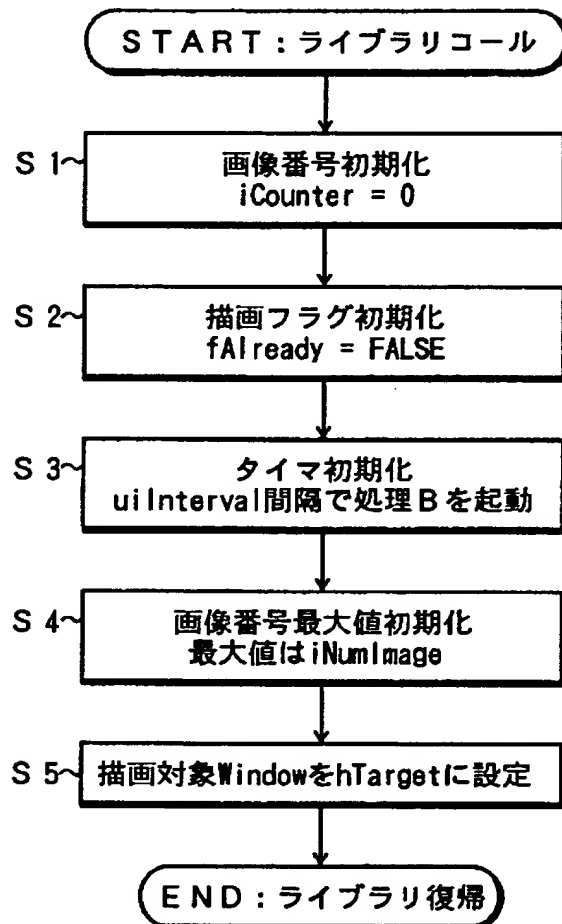 START:ライブラリコール
S1~
画像番号初期化
iCounter = 0
S2~
描画フラグ初期化
fAlready = FALSE
S3~
タイマ初期化
uiInterval間隔で処理Bを起動
S4~
画像番号最大値初期化
最大値はiNumImage
S5~
描画対象WindowをhTargetに設定
END:ライブラリ復帰